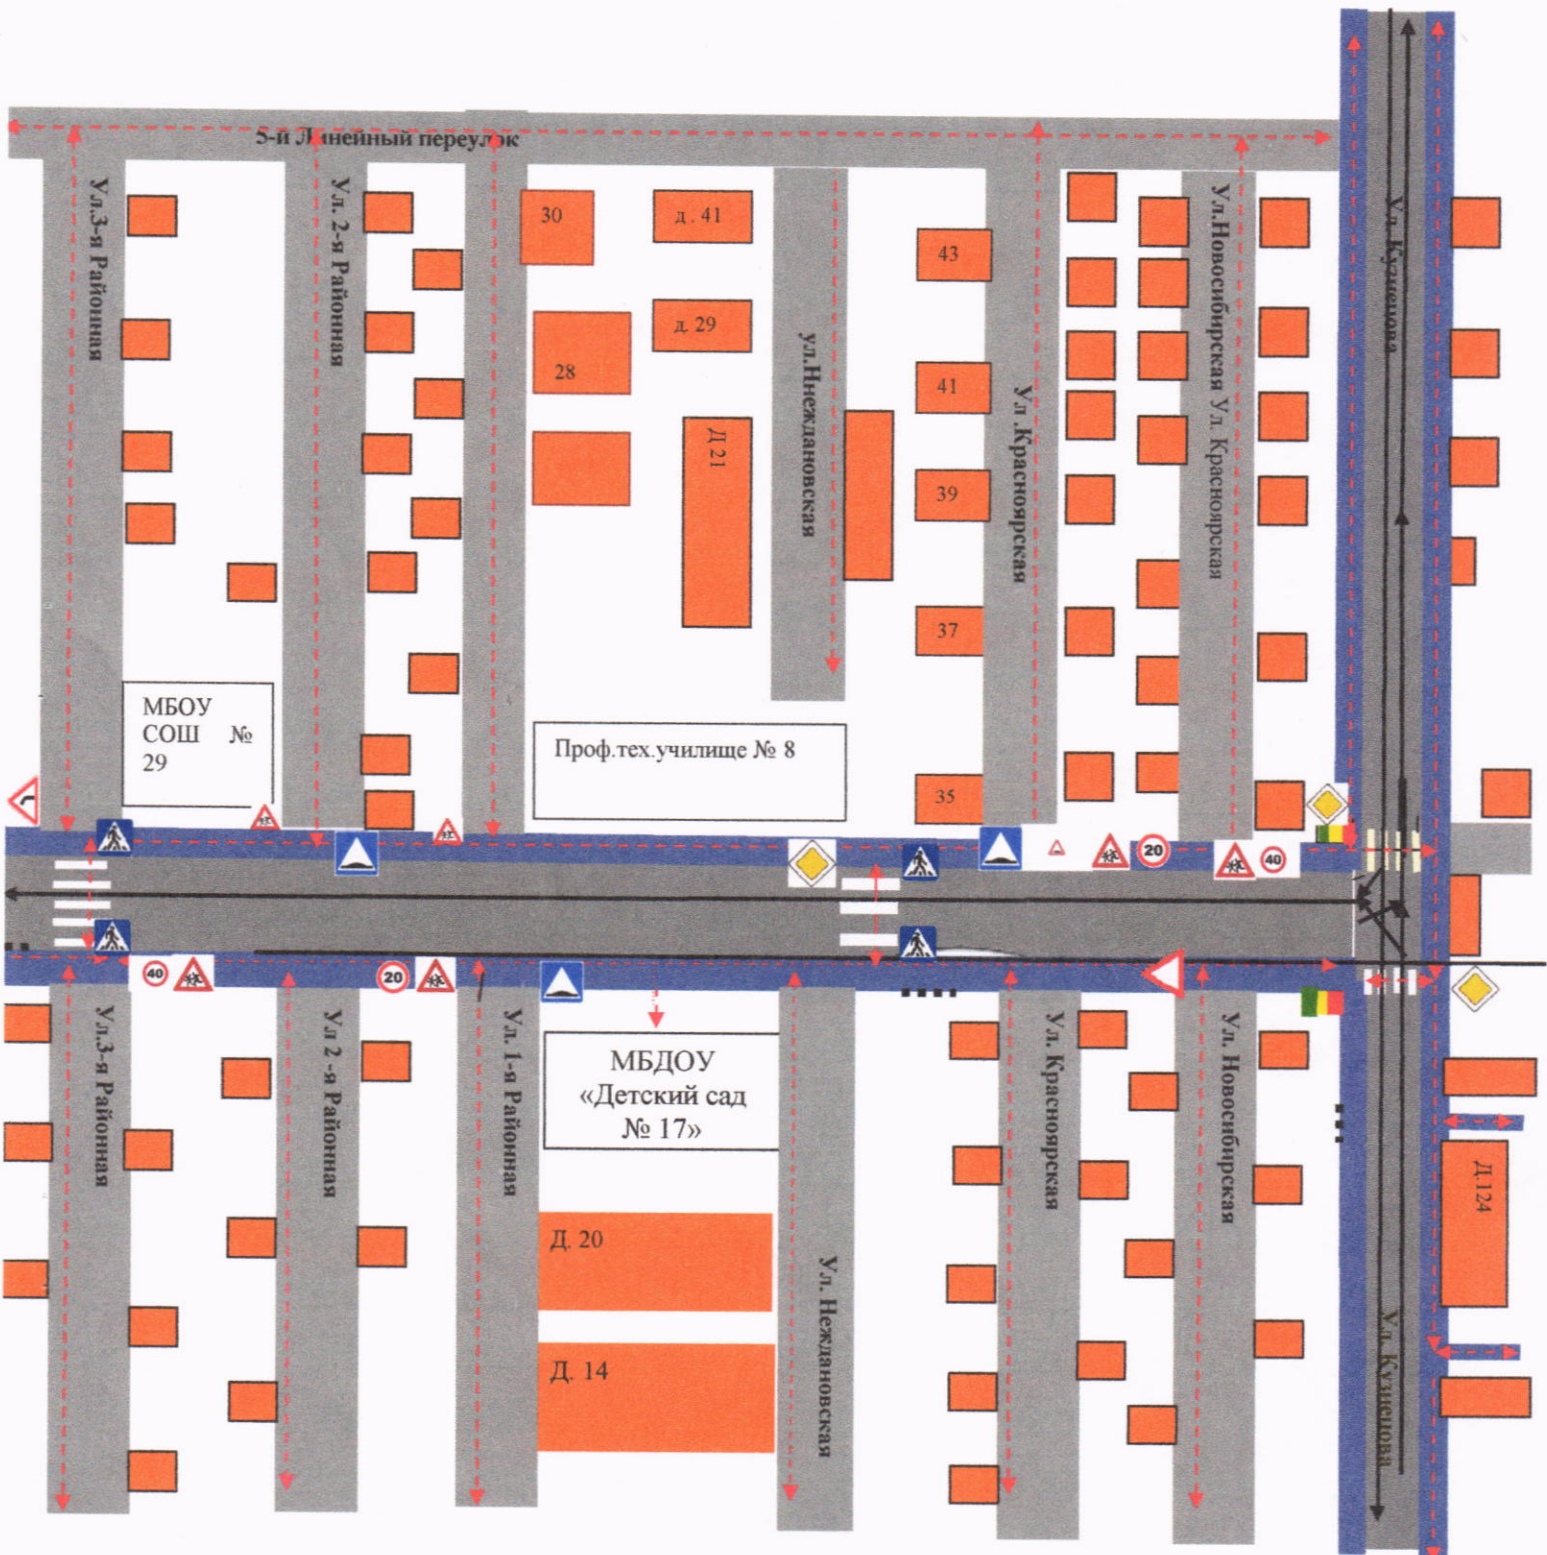 5-й Линейный переулок
Ул.3-я Районная
Ул. 2-я Районная
30
д . 41
43
Ул.Новосибирская Ул. Красноярская
Ул. Кузнецова
д. 29
28
ул.Ннеждановская
41
Ул .Красноярская
Д 21
39
37
МБОУ
СОШ №
29
Проф.тех.училище № 8
35
20
40
40
20
Ул.3-я Районная
Ул 2 -я Районная
Ул. 1-я Районная
МБДОУ
«Детский сад
№ 17»
Ул. Неждановская
Ул. Красноярская
Ул. Новосибирская
Д.124
Д. 20
Д. 14
Ул. Кузнецова